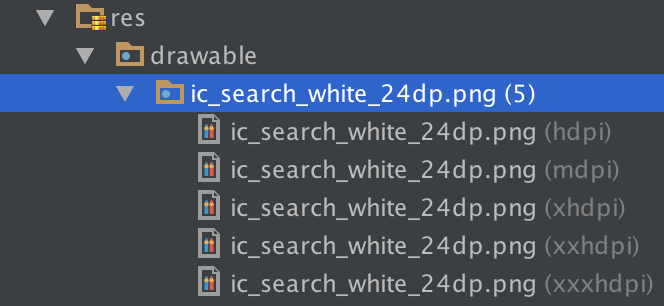 res
drawable
ic_search_white_24dp.png (5)
ic_search_white_24dp.png (hdpi)
ic_search_white_24dp.png (mdpi)
ic_search_white_24dp.png (xhdpi)
ic_search_white_24dp.png (xxhdpi)
ic_search_white_24dp.png (xxxhdpi)